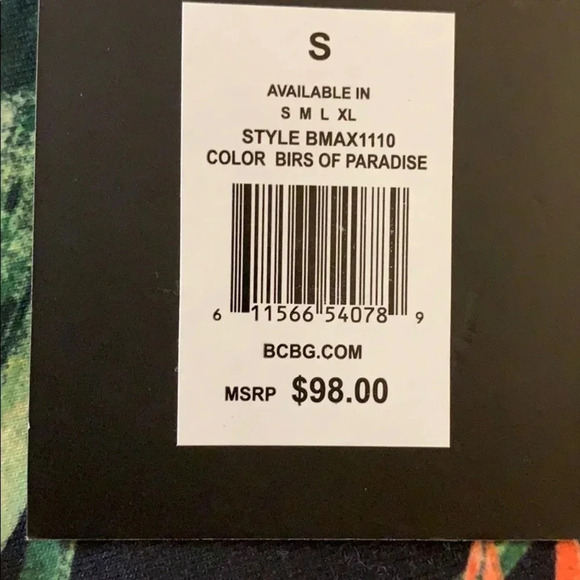 S
AVAILABLE IN
S M L XL
STYLE BMAX1110
COLOR BIRS OF PARADISE
6 11566 54078 9
BCBG.COM
MSRP $98.00